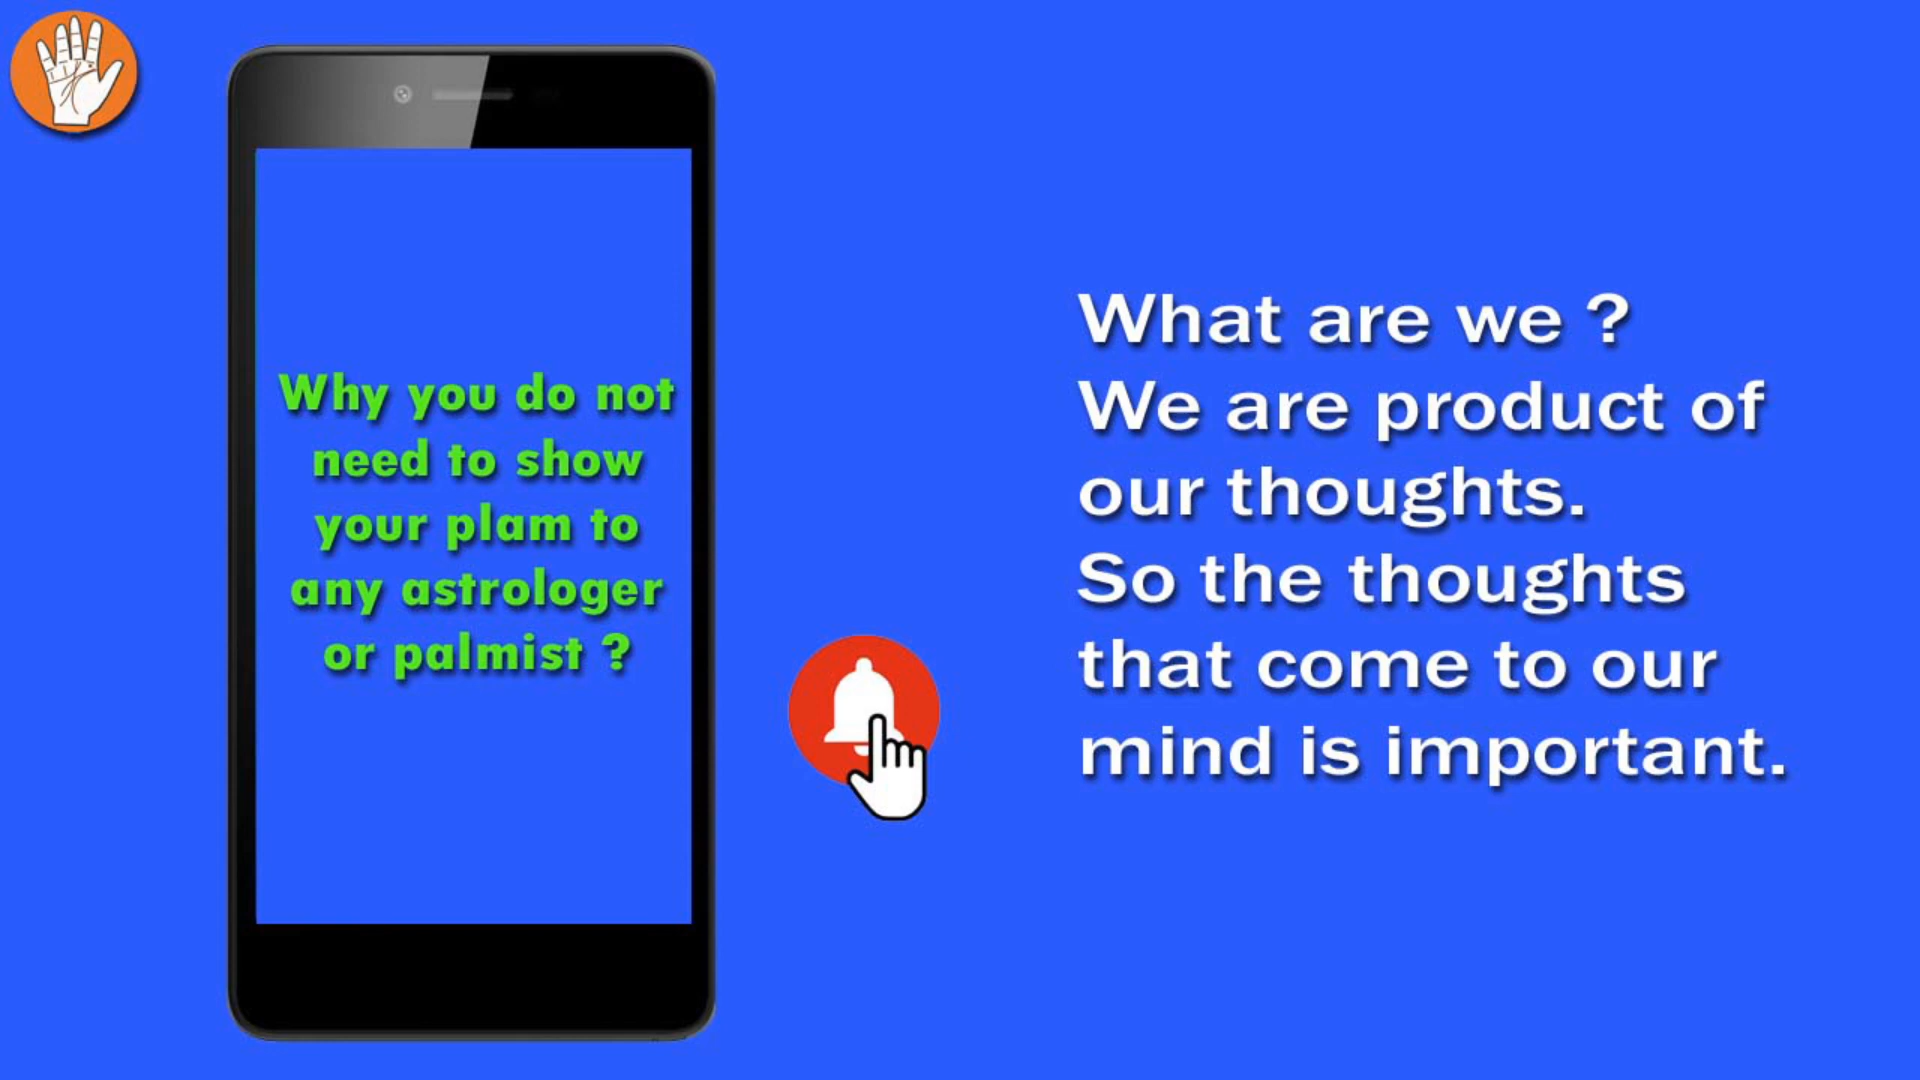 Why you do not
need to show
your plam to
any astrologer
or palmist ?
What are we ?
We are product of
our thoughts.
So the thoughts
that come to our
mind is important.